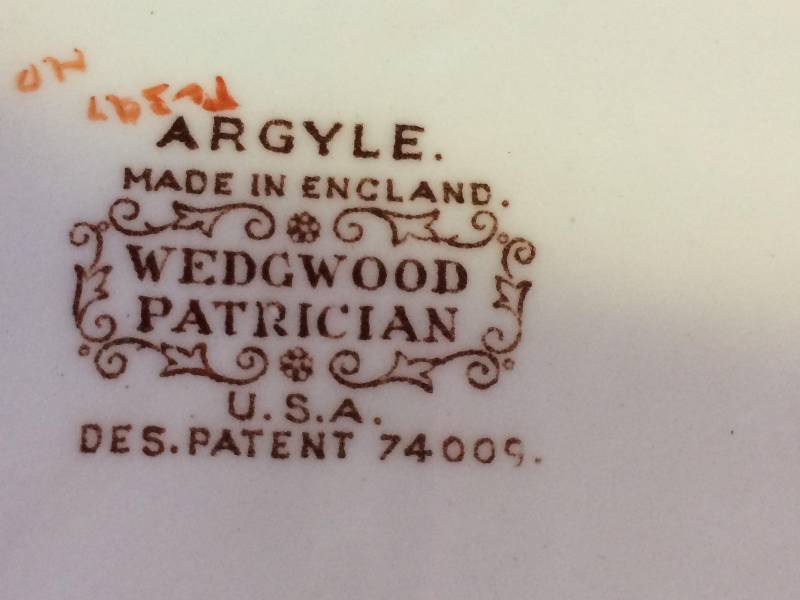 ARGYLE.
MADE IN ENGLAND.
WEDGWOOD
PATRICIAN
U.S.A.
DES. PATENT 74009.